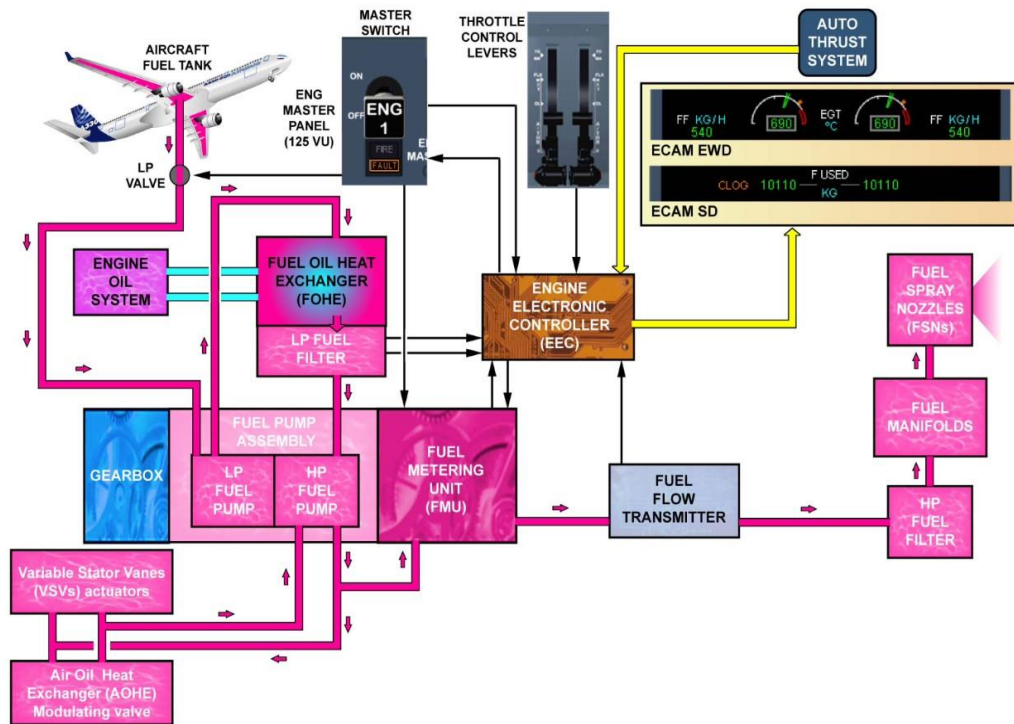 AIRCRAFT
FUEL TANK
A330
LP
VALVE
MASTER
SWITCH
ENG
MASTER
PANEL
(125 VU)
ON
OFF
ENG
1
FIRE
FAULT
THROTTLE
CONTROL
LEVERS
AUTO
THRUST
SYSTEM
FF KG/H
540
690
EGT
°C
690
FF KG/H
540
ECAM EWD
F USED
CLOG 10110 10110
KG
ECAM SD
ENGINE
OIL
SYSTEM
FUEL OIL HEAT
EXCHANGER
(FOHE)
LP FUEL
FILTER
ENGINE
ELECTRONIC
CONTROLLER
(EEC)
FUEL
SPRAY
NOZZLES
(FSNs)
FUEL
MANIFOLDS
HP
FUEL
FILTER
GEARBOX
FUEL PUMP
ASSEMBLY
LP
FUEL
PUMP
HP
FUEL
PUMP
FUEL
METERING
UNIT
(FMU)
FUEL
FLOW
TRANSMITTER
Variable Stator Vanes
(VSVs) actuators
Air Oil Heat
Exchanger (AOHE)
Modulating valve